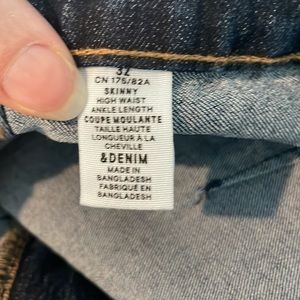 32
CN 175/82A
SKINNY
HIGH WAIST
ANKLE LENGTH
COUPE MOULANTE
TAILLE HAUTE
LONGUEUR À LA
CHEVILLE
&DENIM
MADE IN
BANGLADESH
FABRIQUÉ EN
BANGLADESH